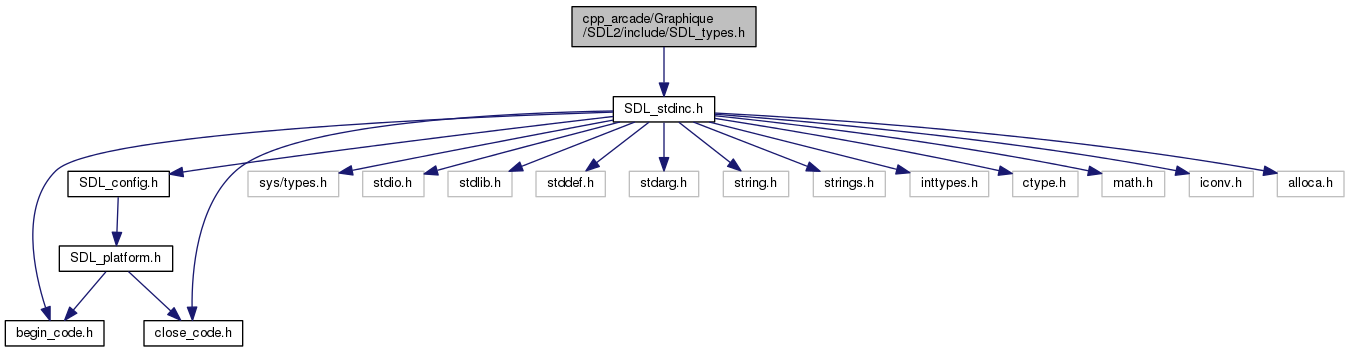 cpp_arcade/Graphique
/SDL2/include/SDL_types.h
SDL_stdinc.h
SDL_config.h
sys/types.h
stdio.h
stdlib.h
stddef.h
stdarg.h
string.h
strings.h
inttypes.h
ctype.h
math.h
iconv.h
alloca.h
SDL_platform.h
begin_code.h
close_code.h